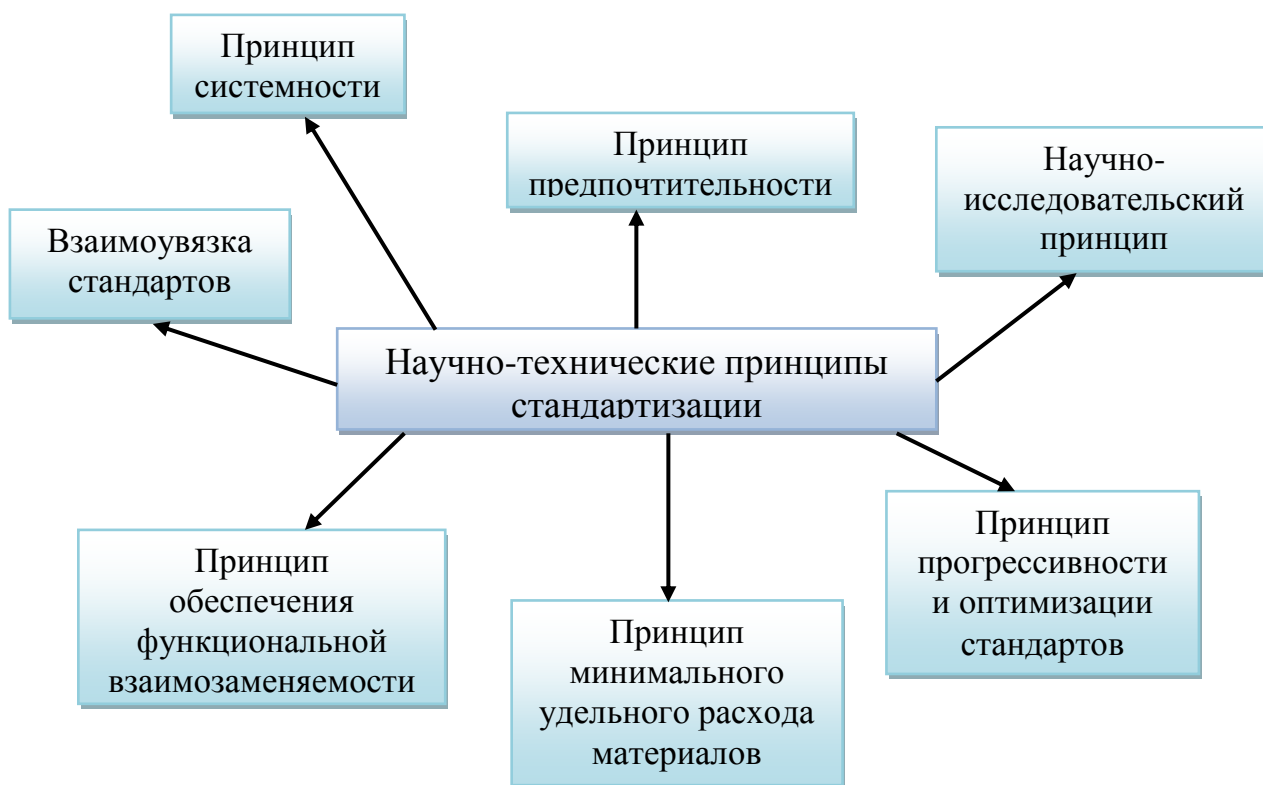 Принцип
системности
Принцип
предпочтительности
Научно-
исследовательский
принцип
Взаимоувязка
стандартов
Научно-технические принципы
стандартизации
Принцип
обеспечения
функциональной
взаимозаменяемости
Принцип
минимального
удельного расхода
материалов
Принцип
прогрессивности
и оптимизации
стандартов